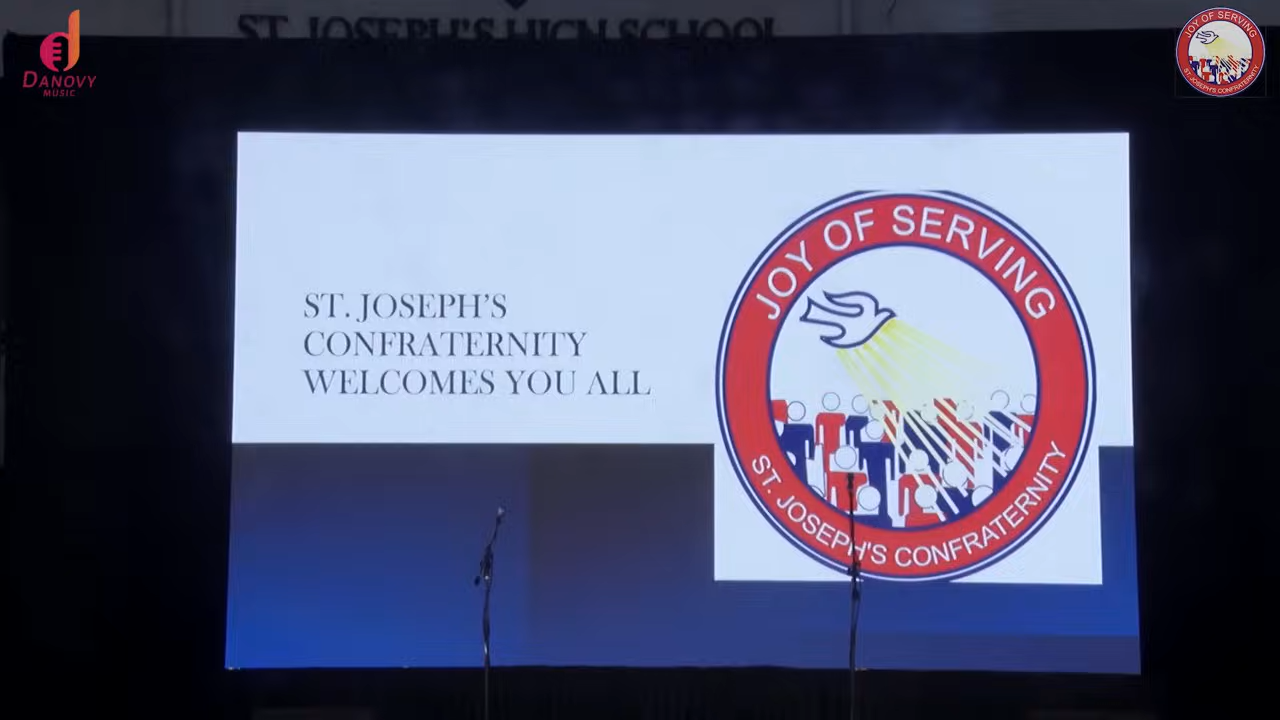 ST. JOSEPH'S HIGH SCHOOL
DANOVY
MUSIC
JOY OF SERVING
ST. JOSEPH'S CONFRATERNITY
ST. JOSEPH’S
CONFRATERNITY
WELCOMES YOU ALL
JOY OF SERVING
ST. JOSEPH'S CONFRATERNITY